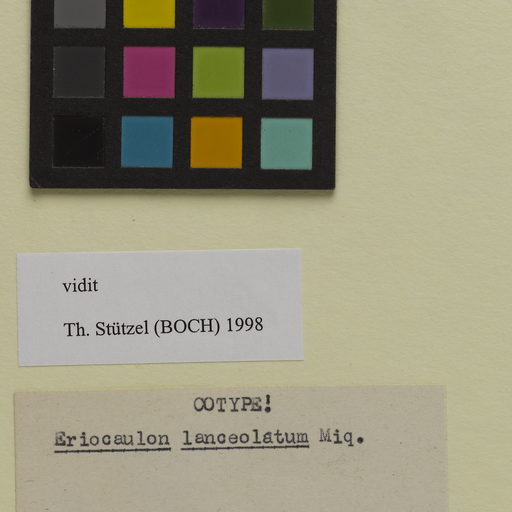 vidit
Th. Stützel (BOCH) 1998
COTYPE!
Eriocaulon lanceolatum Miq.